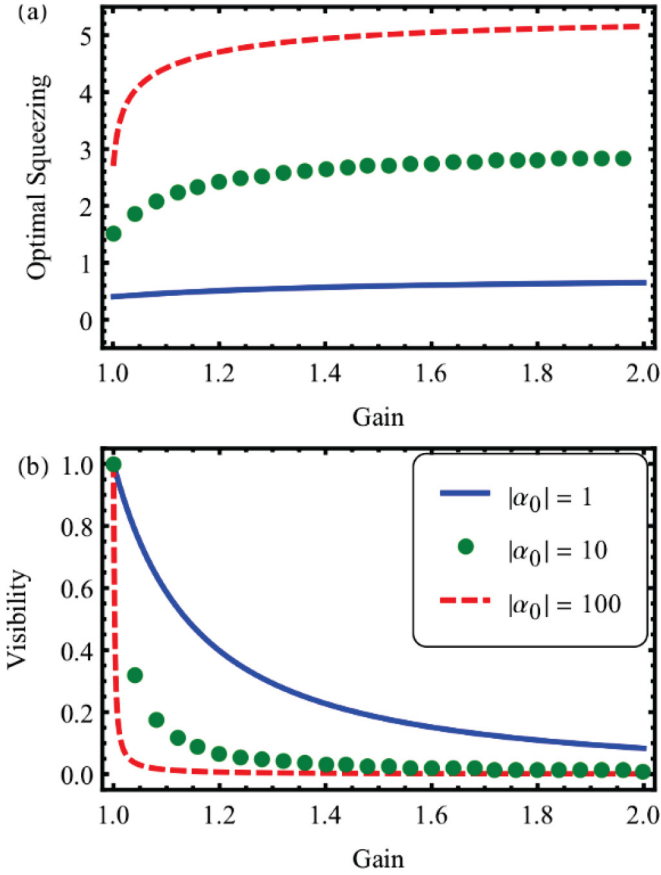 (a)
Optimal Squeezing
5
4
3
2
1
0
1.0 1.2 1.4 1.6 1.8 2.0
Gain
(b)
Visibility
1.0
0.8
0.6
0.4
0.2
0.0
|α₀| = 1
|α₀| = 10
|α₀| = 100
1.0 1.2 1.4 1.6 1.8 2.0
Gain